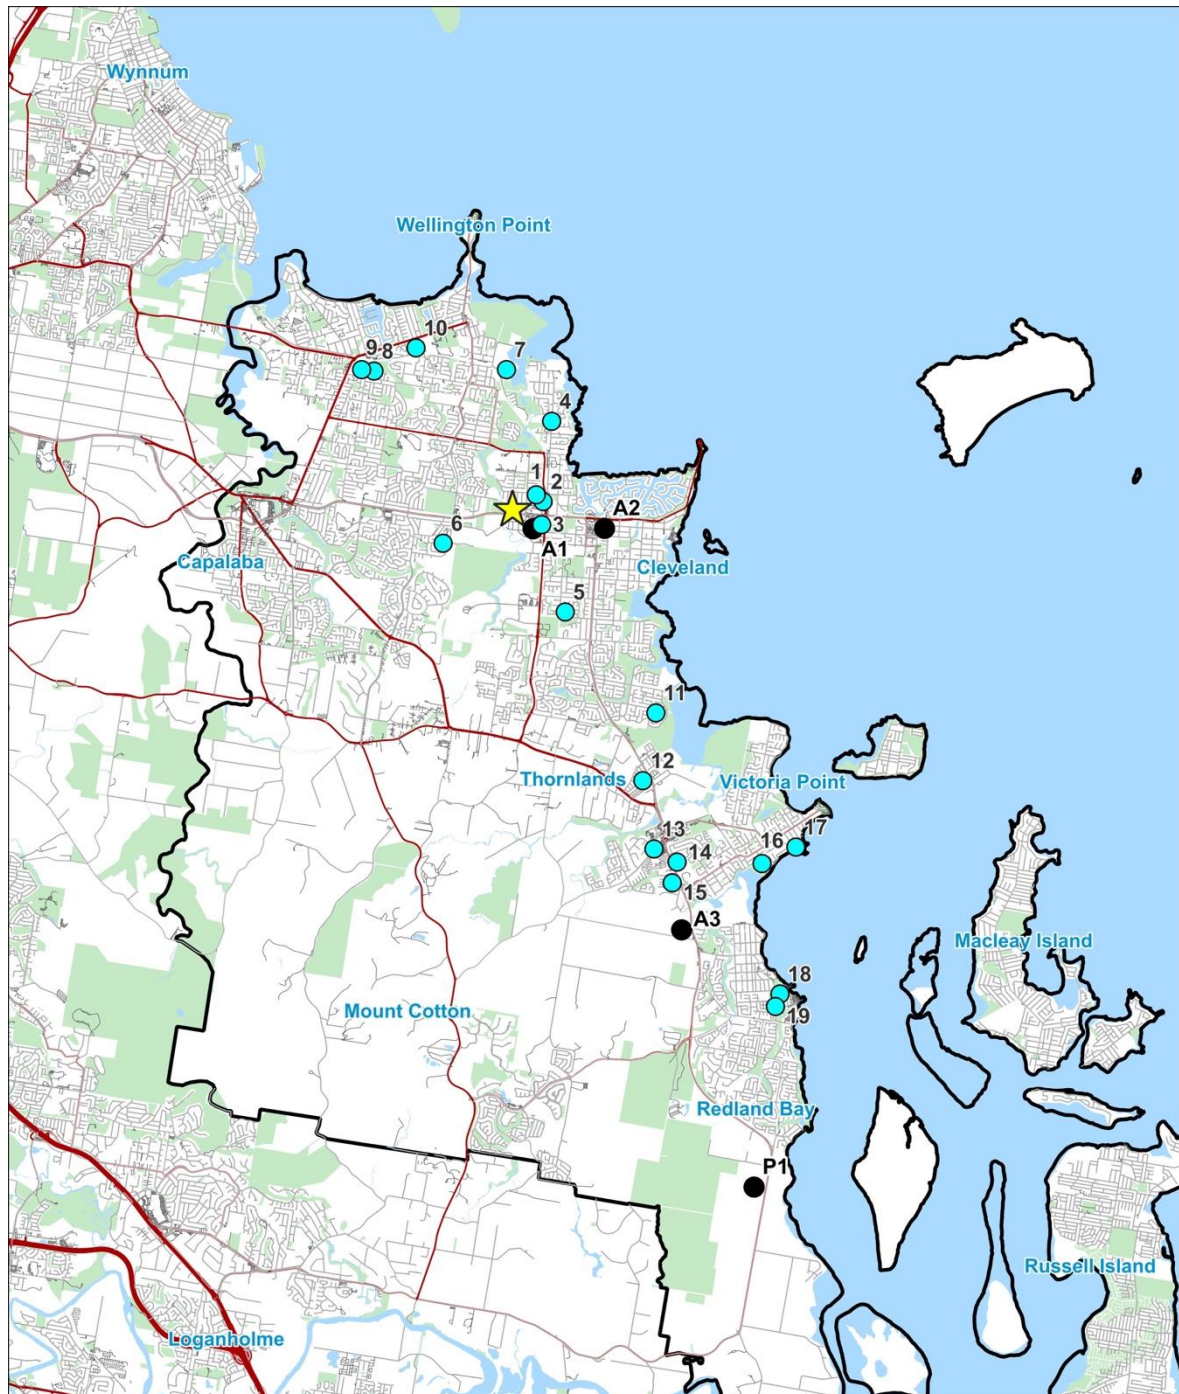 Wynnum
Wellington Point
10
9
8
7
4
1
2
A2
3
6
A1
Capalaba
Cleveland
5
11
12
Thornlands
Victoria Point
13
17
16
14
15
A3
Macleay Island
18
Mount Cotton
19
Redland Bay
P1
Russell Island
Loganholme